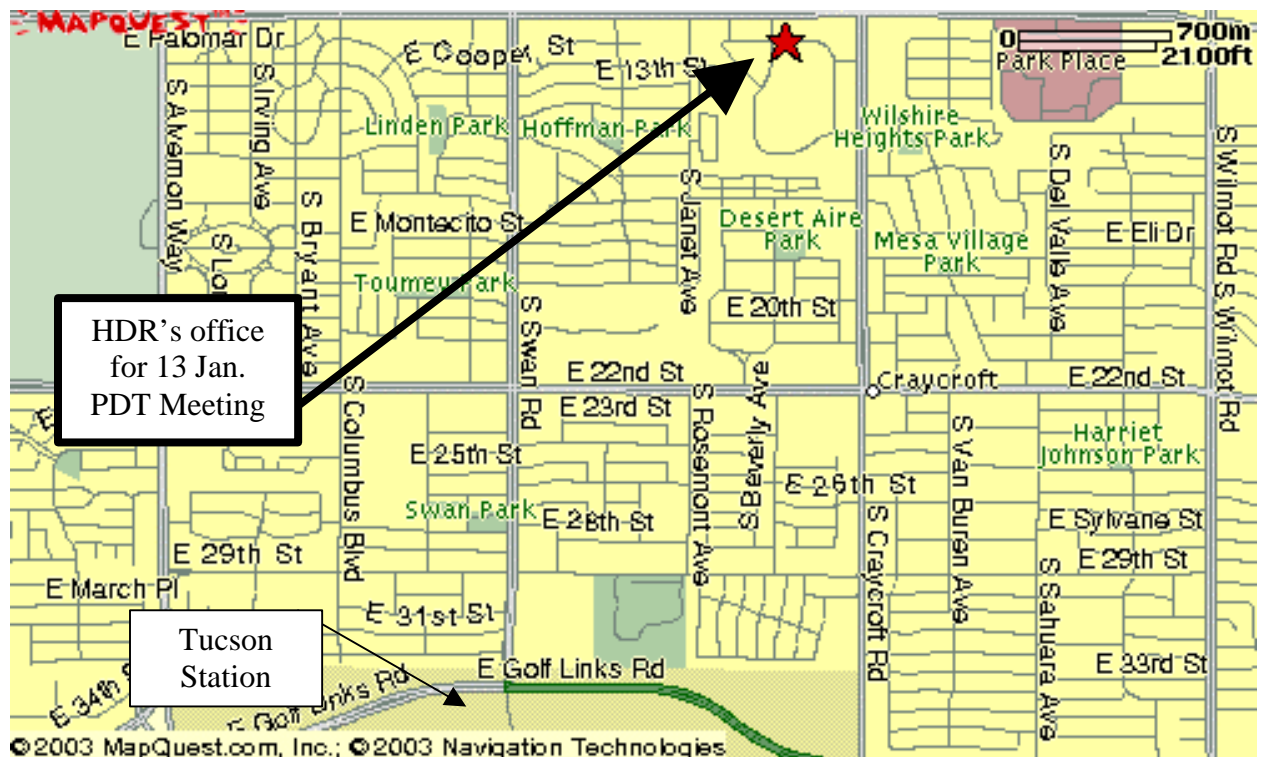 MAPQUEST
700m
0
2100ft
E Palomar Dr
E Cooper St
E 13th St
Park Place
S Alvernon Way
S Irving Ave
Linden Park
Hoffman Park
Wilshire
Heights Park
S Wilmot Rd
S Wilmot Rd
S Bryant Ave
E Montecito St
S Janet Ave
Desert Aire
Park
Mesa Village
Park
S Del Valle Ave
E Eli Dr
S Lo
Toumey Park
S Swan Rd
E 20th St
HDR’s office
for 13 Jan.
PDT Meeting
E 22nd St
Craycroft
E 22nd St
S Columbus Blvd
E 23rd St
S Rosemont Ave
S Beverly Ave
S Van Buren Ave
Harriet
Johnson Park
E 25th St
E 26th St
Swan Park
E 28th St
S Craycroft Rd
E Sylvane St
E 29th St
E 29th St
E March Pl
E 31st St
S Sahuara Ave
Tucson
Station
E Golf Links Rd
E 33rd St
E 34th S
E Golf Links Rd
©2003 MapQuest.com, Inc.; ©2003 Navigation Technologies